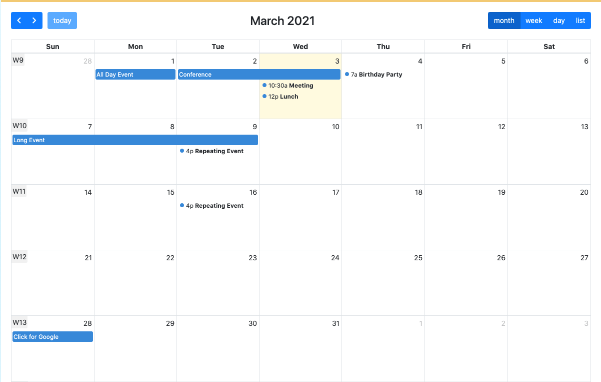 today
March 2021
month week day list
Sun Mon Tue Wed Thu Fri Sat
W9 28 1 2 3 4 5 6
All Day Event Conference 7a Birthday Party
10:30a Meeting
12p Lunch
W10 7 8 9 10 11 12 13
Long Event
4p Repeating Event
W11 14 15 16 17 18 19 20
4p Repeating Event
W12 21 22 23 24 25 26 27
W13 28 29 30 31 1 2 3
Click for Google